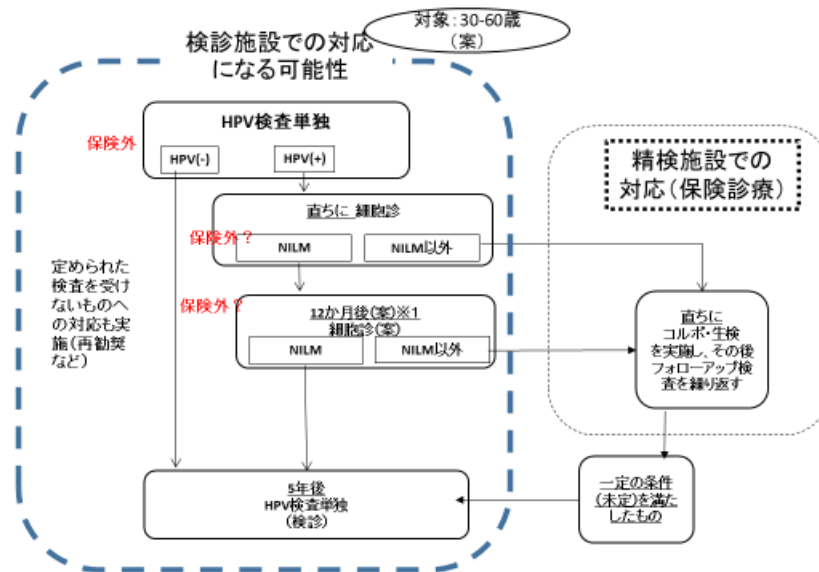 対象：30-60歳
（案）
検診施設での対応
になる可能性
HPV検査単独
保険外
HPV(-)
HPV(+)
精検施設での
対応（保険診療）
直ちに 細胞診
保険外？
NILM
NILM以外
定められた
検査を受け
ないものへ
の対応も実
施（再勧奨
など）
保険外？
12か月後（案）※1
細胞診（案）
NILM
NILM以外
直ちに
コルポ・生検
を実施し、その後
フォローアップ検
査を繰り返す
5年後
HPV検査単独
（検診）
一定の条件
（未定）を満た
したもの